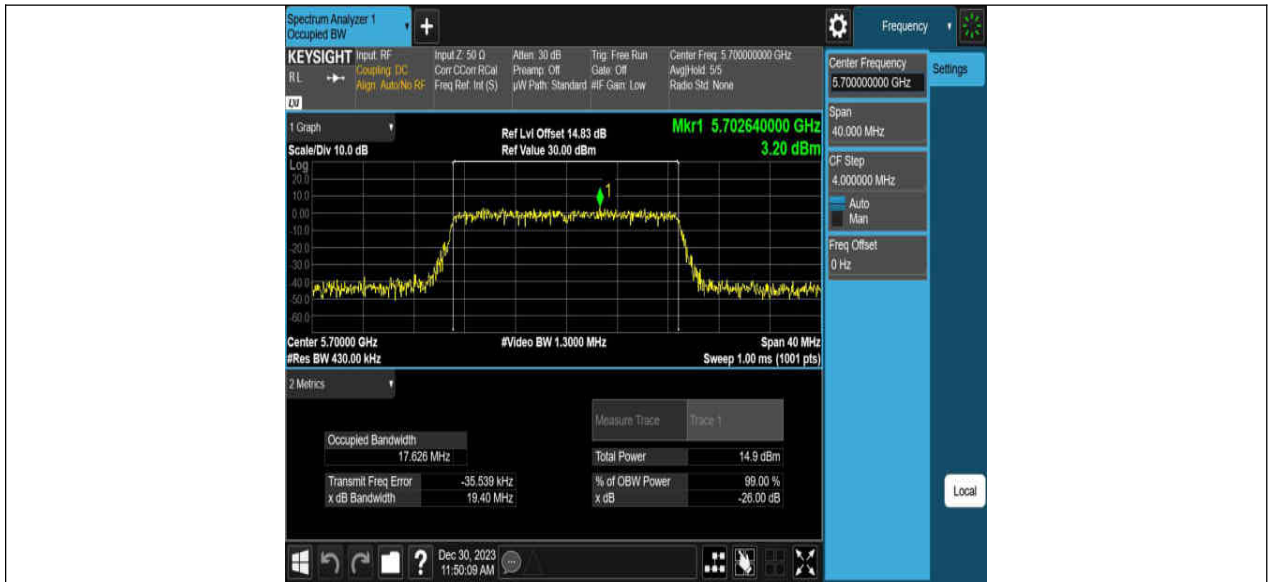 Spectrum Analyzer 1
Occupied BW
+
Frequency
KEYSIGHT
RL
LXI
Input: RF
Coupling: DC
Align: Auto/No RF
Input Z: 50 Ω
Corr CCorr RCal
Freq Ref: Int (S)
Atten: 30 dB
Preamp: Off
µW Path: Standard
Trig: Free Run
Gate: Off
#IF Gain: Low
Center Freq: 5.700000000 GHz
Avg|Hold: 5/5
Radio Std: None
Center Frequency
5.700000000 GHz
Settings
Span
40.000 MHz
CF Step
4.000000 MHz
Auto
Man
Freq Offset
0 Hz
1 Graph
Scale/Div 10.0 dB
Ref Lvl Offset 14.83 dB
Ref Value 30.00 dBm
Mkr1 5.702640000 GHz
3.20 dBm
Log
20.0
10.0
0.00
-10.0
-20.0
-30.0
-40.0
-50.0
-60.0
1
Center 5.70000 GHz
#Res BW 430.00 kHz
#Video BW 1.3000 MHz
Span 40 MHz
Sweep 1.00 ms (1001 pts)
2 Metrics
Measure Trace Trace 1
Occupied Bandwidth
17.626 MHz
Total Power 14.9 dBm
Transmit Freq Error -35.539 kHz
% of OBW Power 99.00 %
x dB Bandwidth 19.40 MHz
x dB -26.00 dB
Local
?
Dec 30, 2023
11:50:09 AM